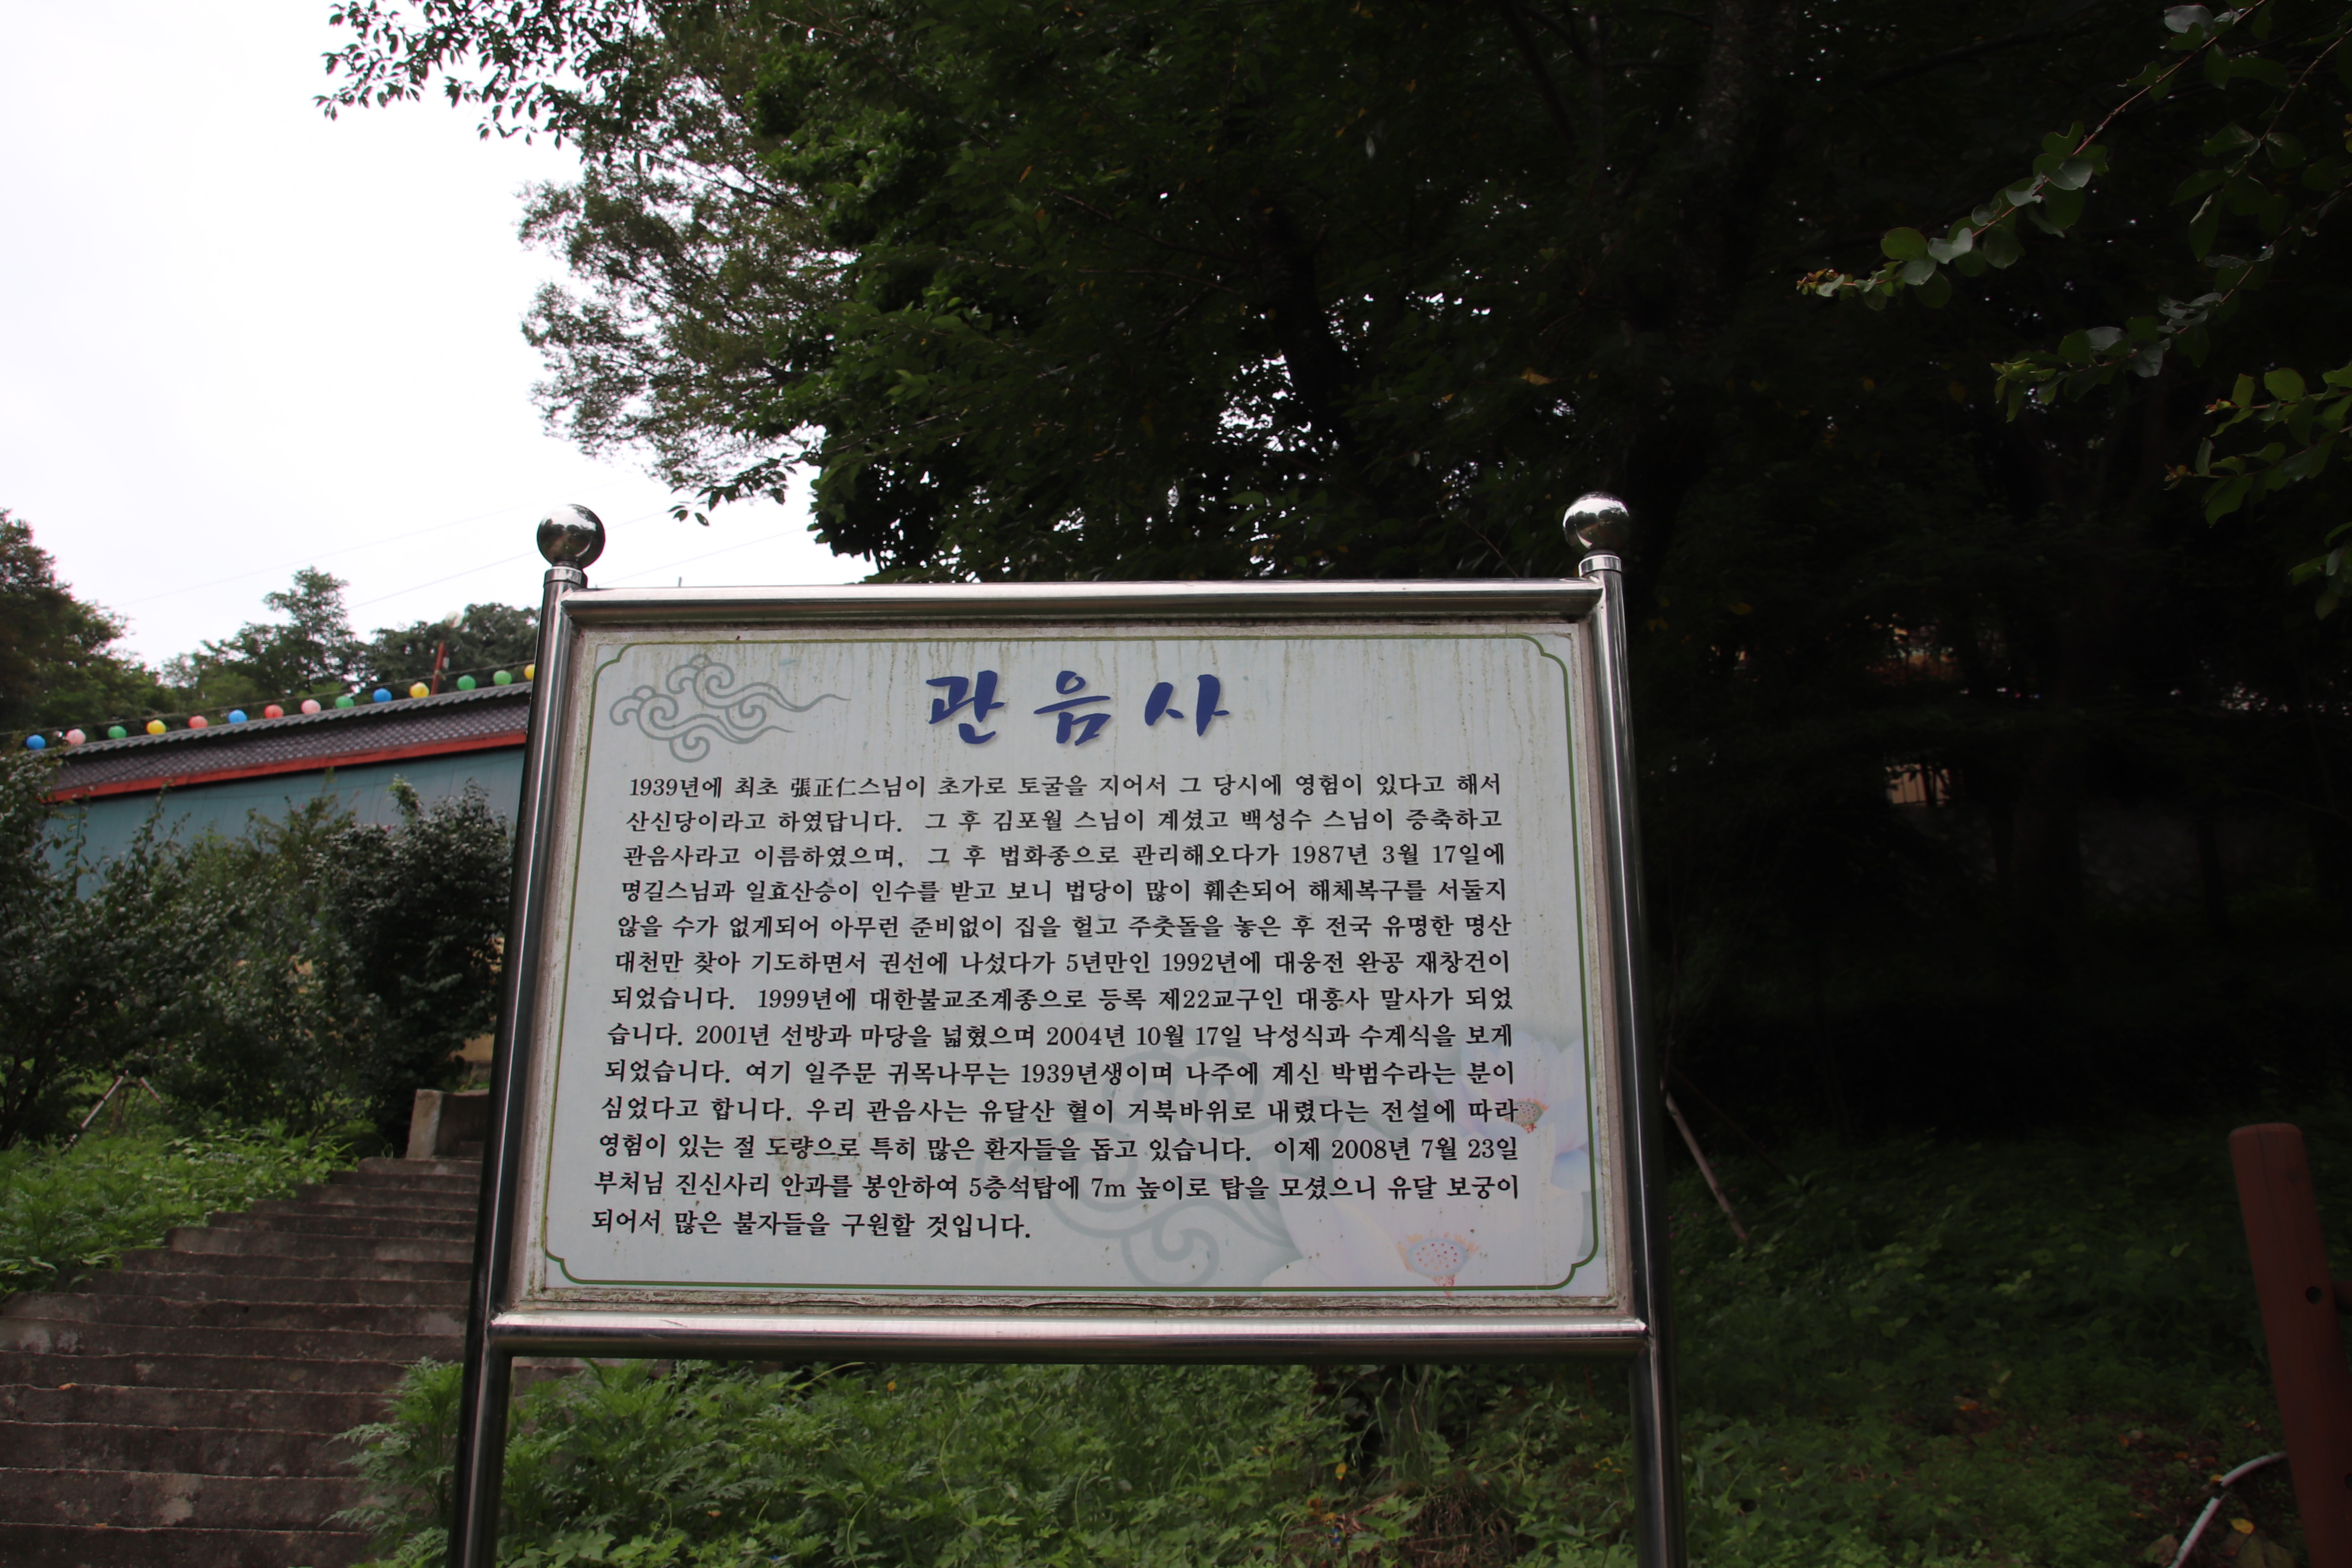 관음사
1939년에 최초 張正仁스님이 초가로 토굴을 지어서 그 당시에 영험이 있다고 해서
산신당이라고 하였답니다. 그 후 김포월 스님이 계셨고 백성수 스님이 증축하고
관음사라고 이름하였으며, 그 후 법화종으로 관리해오다가 1987년 3월 17일에
명길스님과 일효산승이 인수를 받고 보니 법당이 많이 훼손되어 해체복구를 서둘지
않을 수가 없게되어 아무런 준비없이 집을 헐고 주춧돌을 놓은 후 전국 유명한 명산
대천만 찾아 기도하면서 권선에 나섰다가 5년만인 1992년에 대웅전 완공 재창건이
되었습니다. 1999년에 대한불교조계종으로 등록 제22교구인 대흥사 말사가 되었
습니다. 2001년 선방과 마당을 넓혔으며 2004년 10월 17일 낙성식과 수계식을 보게
되었습니다. 여기 일주문 귀목나무는 1939년생이며 나주에 계신 박범수라는 분이
심었다고 합니다. 우리 관음사는 유달산 혈이 거북바위로 내렸다는 전설에 따라
영험이 있는 절 도량으로 특히 많은 환자들을 돕고 있습니다. 이제 2008년 7월 23일
부처님 진신사리 안과를 봉안하여 5층석탑에 7m 높이로 탑을 모셨으니 유달 보궁이
되어서 많은 불자들을 구원할 것입니다.